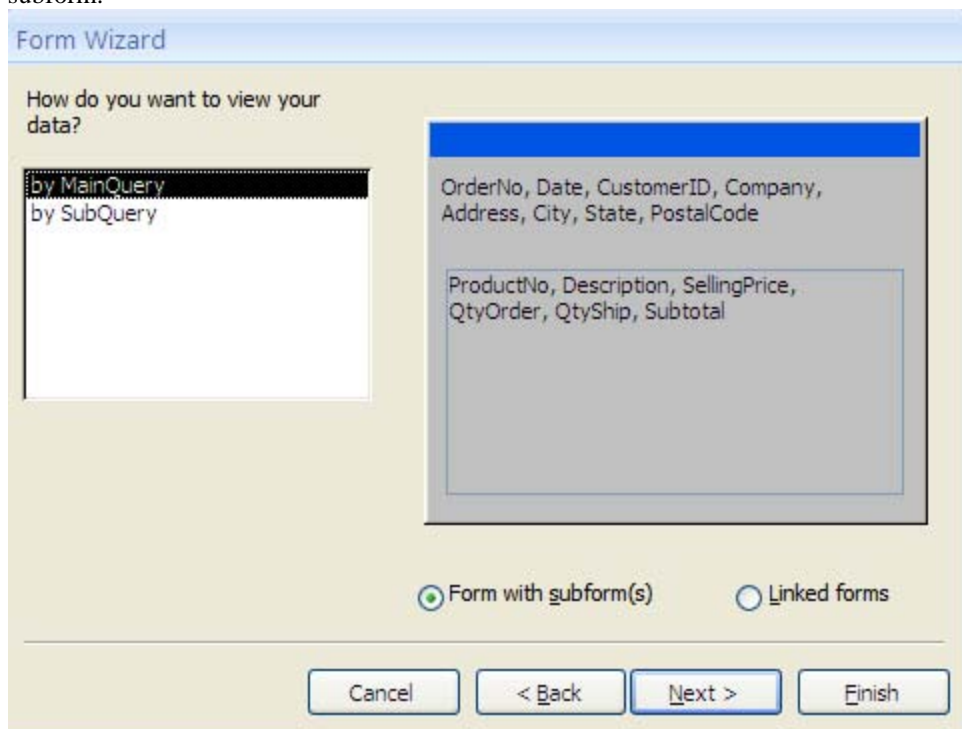 subform.
Form Wizard
How do you want to view your
data?
by MainQuery
by SubQuery
OrderNo, Date, CustomerID, Company,
Address, City, State, PostalCode
ProductNo, Description, SellingPrice,
QtyOrder, QtyShip, Subtotal
Form with subform(s)
Linked forms
Cancel
< Back
Next >
Finish